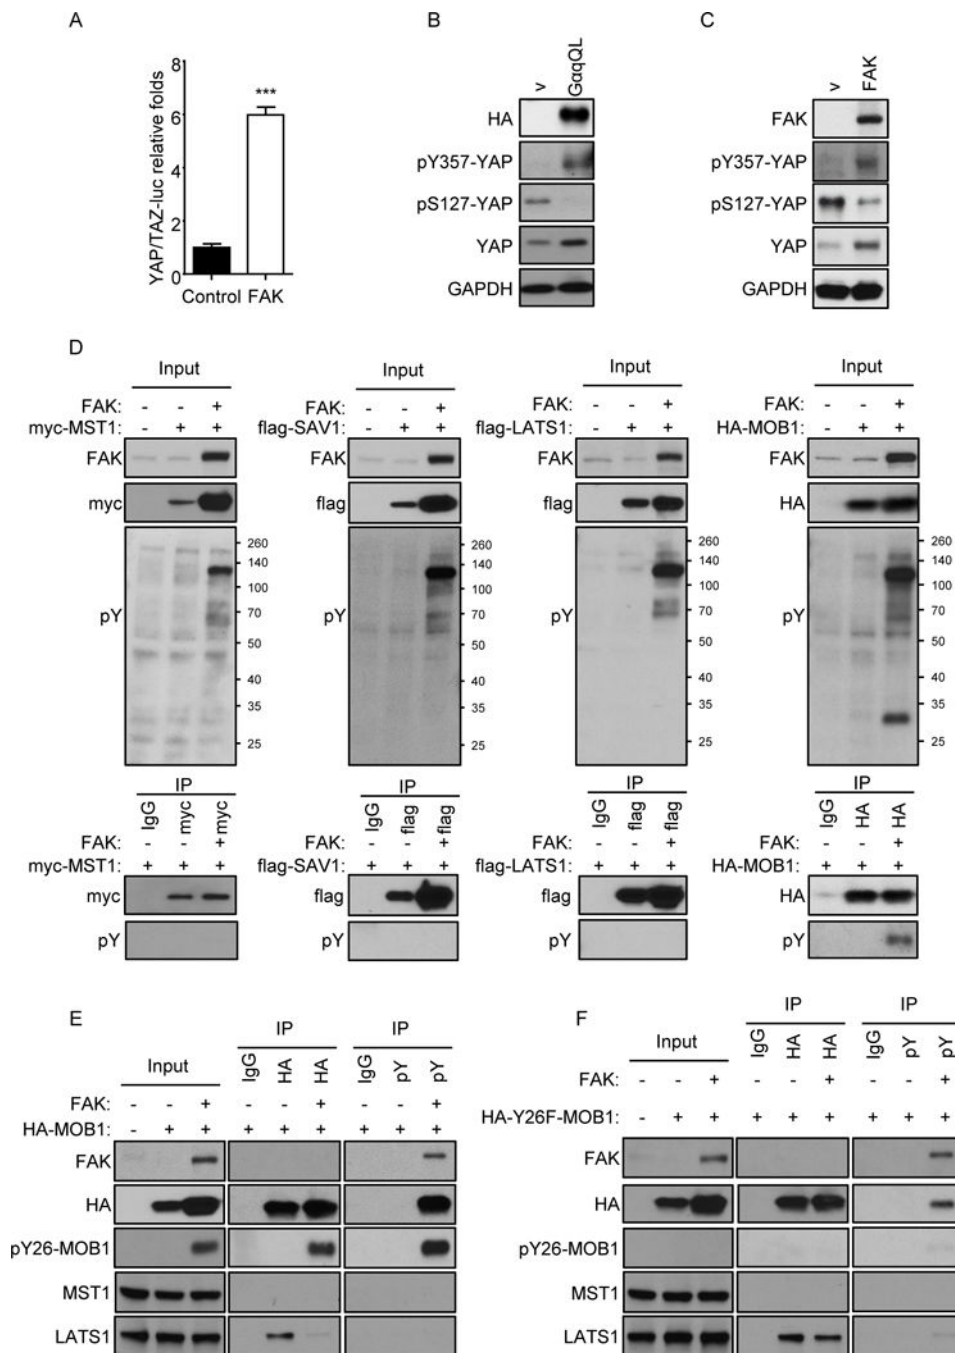 A
YAP/TAZ-luc relative folds
8
6
4
2
0
***
Control FAK
B
v GαqQL
HA
pY357-YAP
pS127-YAP
YAP
GAPDH
C
v FAK
FAK
pY357-YAP
pS127-YAP
YAP
GAPDH
D
Input
FAK: - - +
myc-MST1: - + +
FAK
myc
pY
260
140
100
70
50
40
35
25
IP
IgG myc myc
FAK: +
myc-MST1: + + +
myc
pY
Input
FAK: - - +
flag-SAV1: - + +
FAK
flag
pY
260
140
100
70
50
40
35
25
IP
IgG flag flag
FAK: +
flag-SAV1: + + +
flag
pY
Input
FAK: - - +
flag-LATS1: - + +
FAK
flag
pY
260
140
100
70
50
40
35
25
IP
IgG flag flag
FAK: +
flag-LATS1: + + +
flag
pY
Input
FAK: - - +
HA-MOB1: - + +
FAK
HA
pY
260
140
100
70
50
40
35
25
IP
IgG HA HA
FAK: +
HA-MOB1: + + +
HA
pY
E
Input
IP
IgG HA HA
IP
IgG pY pY
FAK: - - + - - + - - +
HA-MOB1: - + + + + + + + +
FAK
HA
pY26-MOB1
MST1
LATS1
F
Input
IP
IgG HA HA
IP
IgG pY pY
FAK: - - + - - + - - +
HA-Y26F-MOB1: - + + + + + + + +
FAK
HA
pY26-MOB1
MST1
LATS1